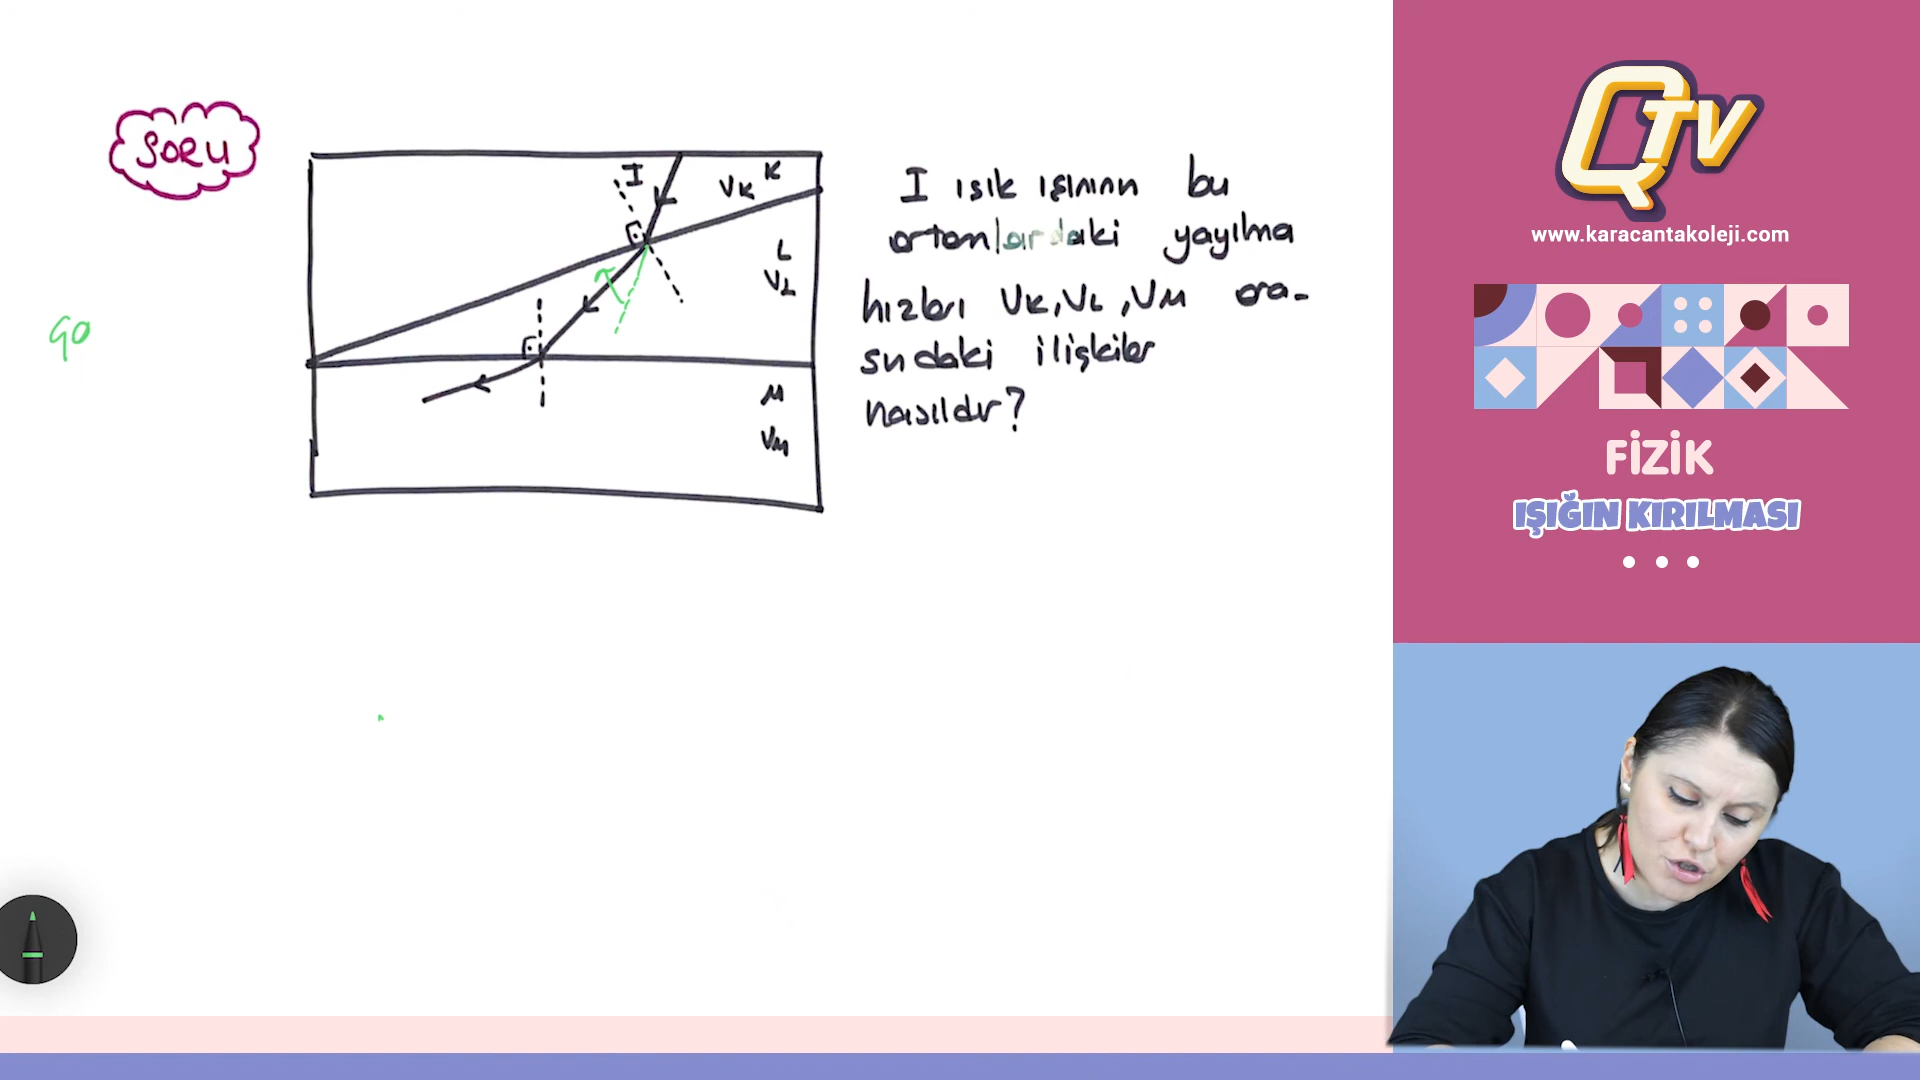 SORU
I
VK
K
L
VL
M
VM
I ışık ışınının bu
ortamlardaki yayılma
hızları VK, VL, VM ara-
sındaki ilişkiler
nasıldır?
90
QTV
www.karacantakoleji.com
FİZİK
IŞIĞIN KIRILMASI